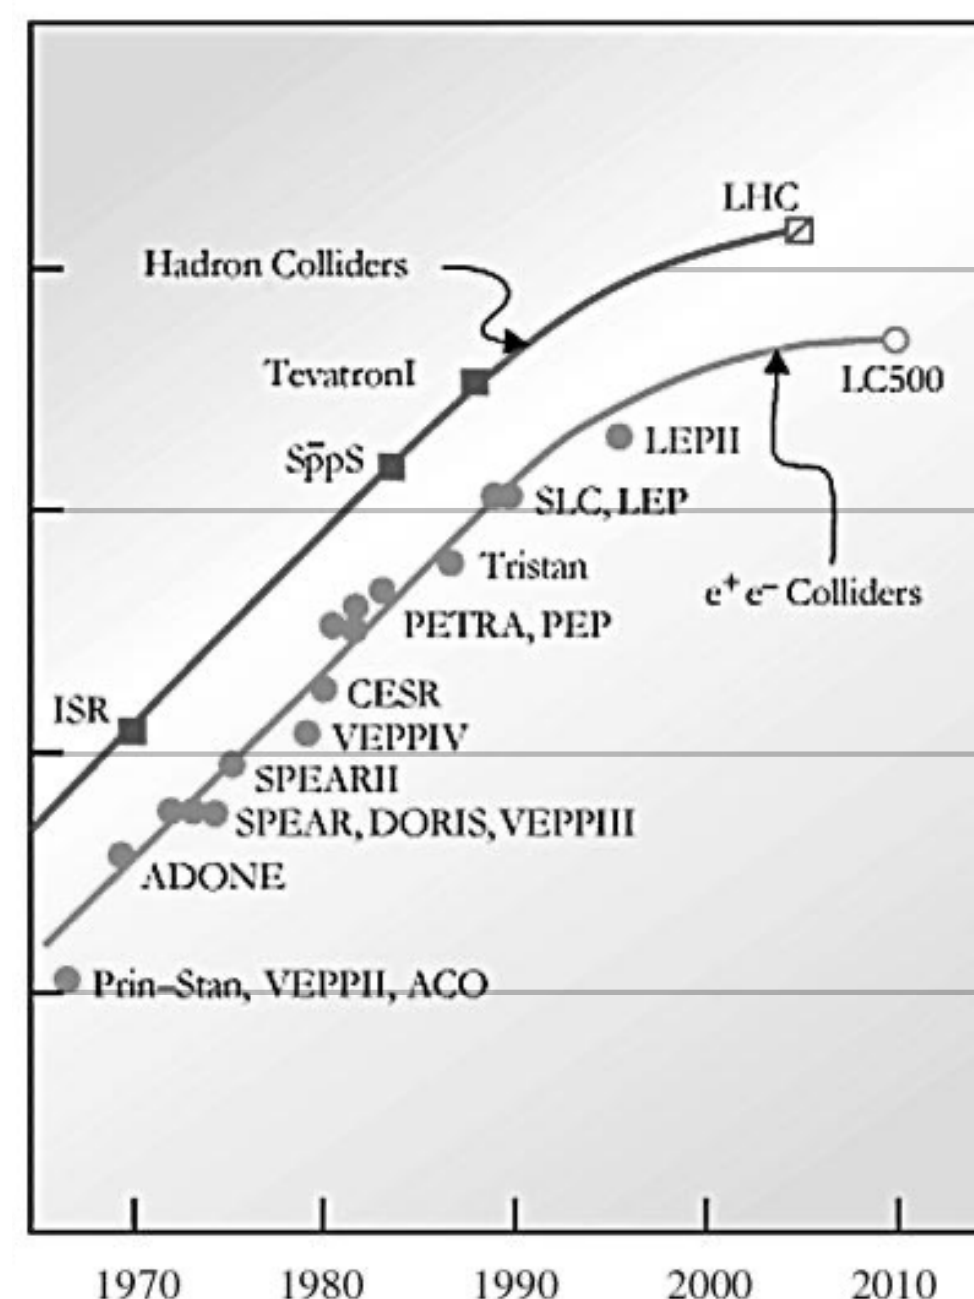 LHC
Hadron Colliders
TevatronI
LC500
LEPII
Sp̄pS
SLC, LEP
Tristan
e⁺ e⁻ Colliders
PETRA, PEP
CESR
ISR
VEPPIV
SPEARII
SPEAR, DORIS, VEPPIII
ADONE
Prin–Stan, VEPPII, ACO
1970 1980 1990 2000 2010